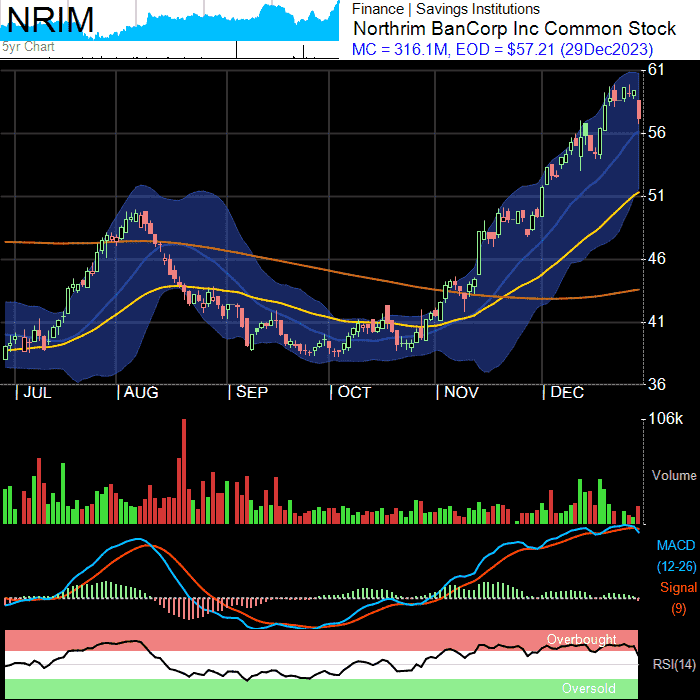 NRIM
5yr Chart
Finance | Savings Institutions
Northrim BanCorp Inc Common Stock
MC = 316.1M, EOD = $57.21 (29Dec2023)
61
56
51
46
41
36
JUL AUG SEP OCT NOV DEC
106k
Volume
MACD
(12-26)
Signal
(9)
Overbought
RSI(14)
Oversold